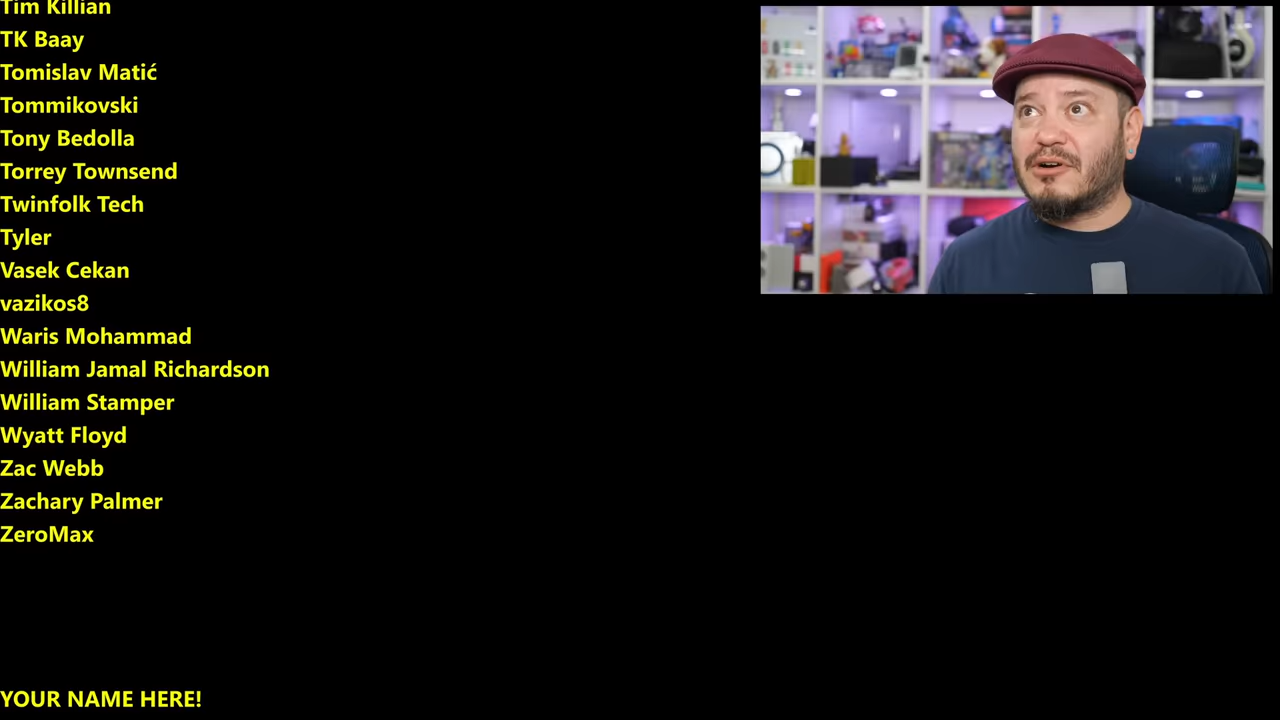 Tim Killian
TK Baay
Tomislav Matić
Tommikovski
Tony Bedolla
Torrey Townsend
Twinfolk Tech
Tyler
Vasek Cekan
vazikos8
Waris Mohammad
William Jamal Richardson
William Stamper
Wyatt Floyd
Zac Webb
Zachary Palmer
ZeroMax
YOUR NAME HERE!